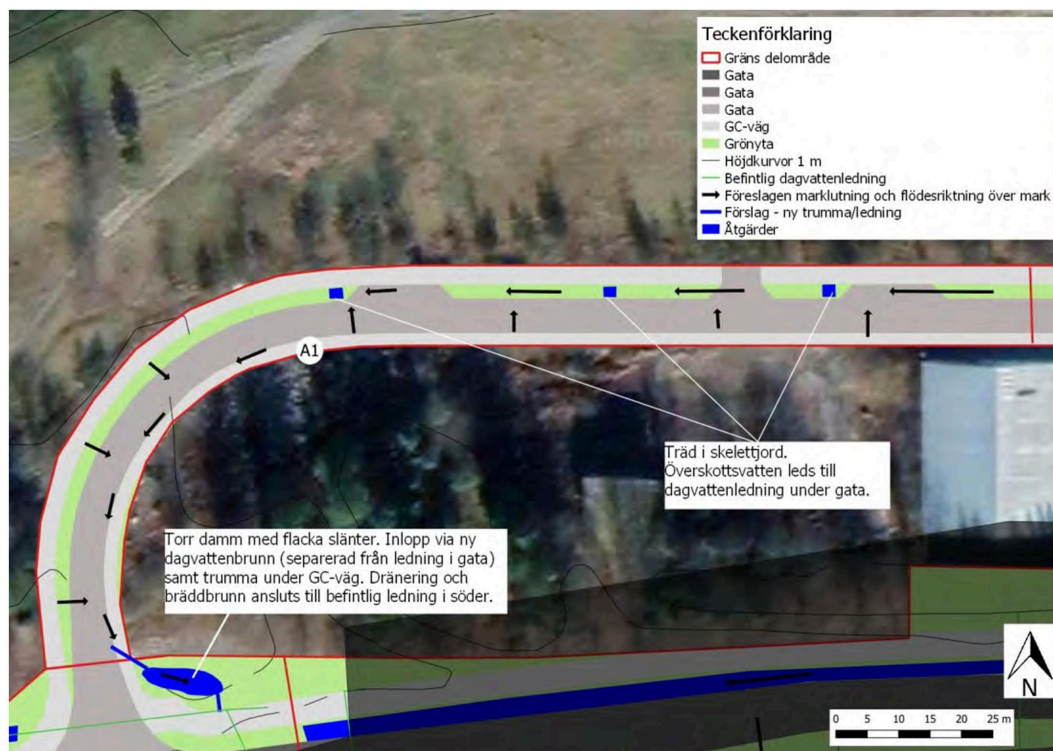 Teckenförklaring
Gräns delområde
Gata
Gata
Gata
GC-väg
Grönyta
Höjdkurvor 1 m
Befintlig dagvattenledning
Föreslagen marklutning och flödesriktning över mark
Förslag - ny trumma/ledning
Åtgärder
A1
Träd i skelettjord.
Överskottsvatten leds till
dagvattenledning under gata.
Torr damm med flacka slänter. Inlopp via ny
dagvattenbrunn (separerad från ledning i gata)
samt trumma under GC-väg. Dränering och
bräddbrunn ansluts till befintlig ledning i söder.
N
0 5 10 15 20 25 m